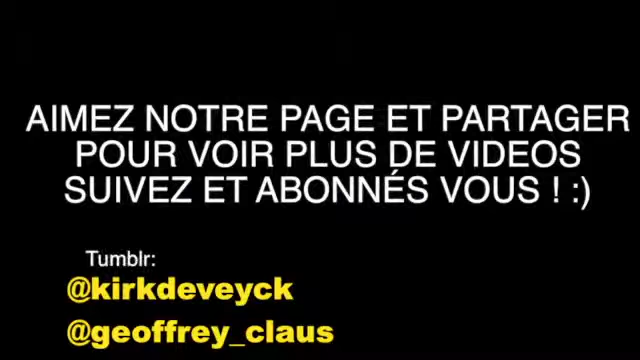 AIMEZ NOTRE PAGE ET PARTAGER
POUR VOIR PLUS DE VIDEOS
SUIVEZ ET ABONNÉS VOUS ! :)
Tumblr:
@kirkdeveyck
@geoffrey_claus